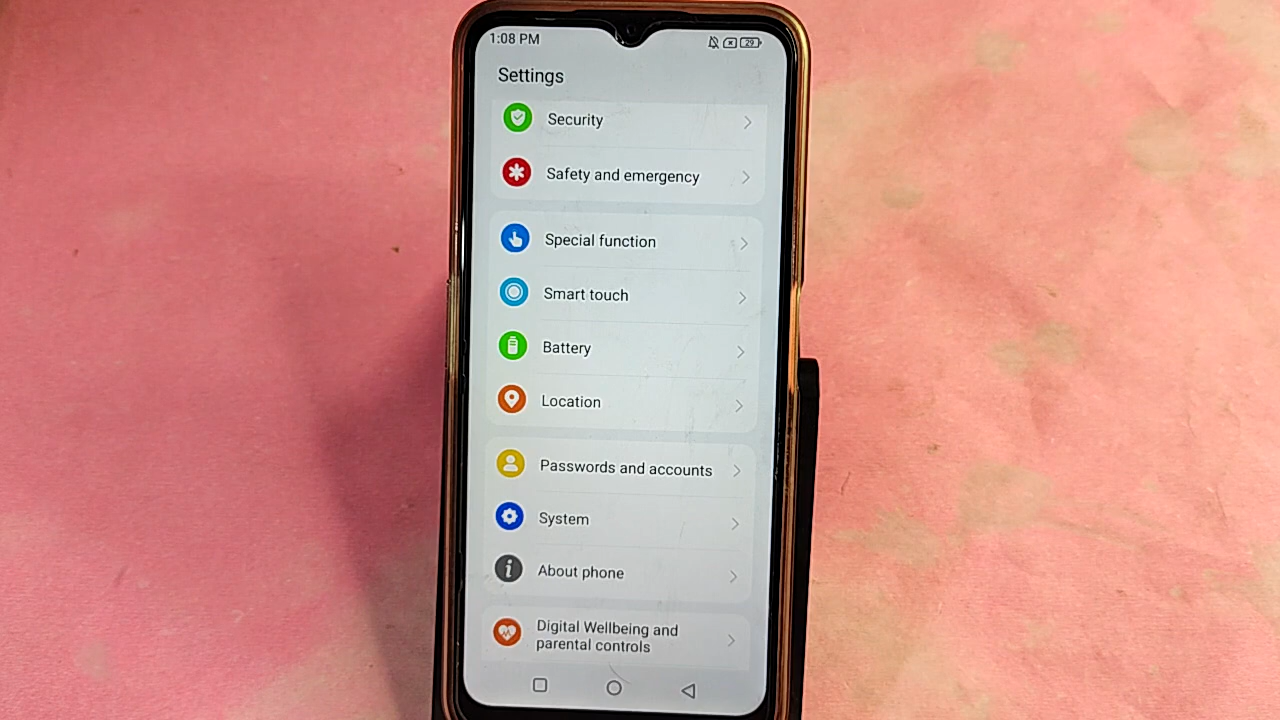 1:08 PM
29
Settings
Security
Safety and emergency
Special function
Smart touch
Battery
Location
Passwords and accounts
System
About phone
Digital Wellbeing and
parental controls